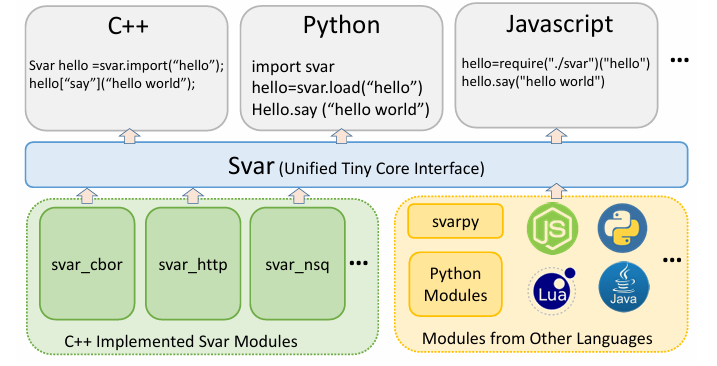 C++
Svar hello =svar.import(“hello”);
hello[“say”](“hello world”);
Python
import svar
hello=svar.load(“hello”)
Hello.say (“hello world”)
Javascript
hello=require("./svar")("hello")
hello.say("hello world")
...
Svar (Unified Tiny Core Interface)
svar_cbor
svar_http
svar_nsq
...
C++ Implemented Svar Modules
svarpy
Python
Modules
JS
Lua
Java
...
Modules from Other Languages